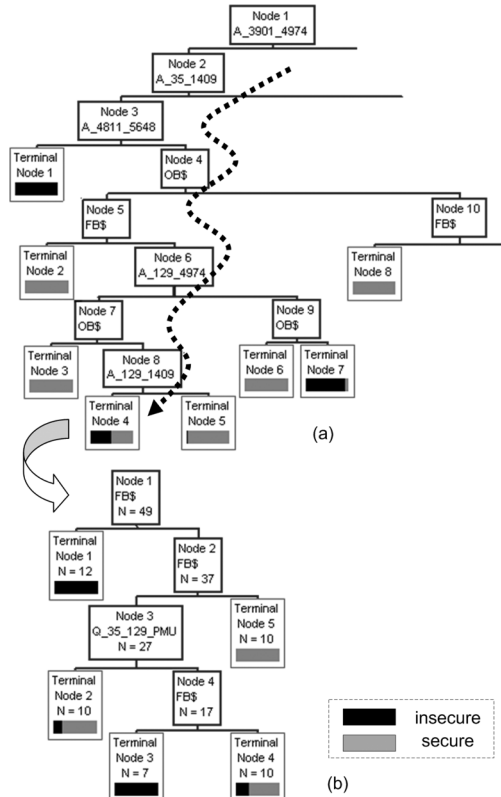 Node 1
A_3901_4974
Node 2
A_35_1409
Node 3
A_4811_5648
Terminal
Node 1
Node 4
OB$
Node 5
FB$
Node 10
FB$
Terminal
Node 2
Node 6
A_129_4974
Terminal
Node 8
Node 7
OB$
Node 9
OB$
Terminal
Node 3
Node 8
A_129_1409
Terminal
Node 6
Terminal
Node 7
Terminal
Node 4
Terminal
Node 5
(a)
Node 1
FB$
N = 49
Terminal
Node 1
N = 12
Node 2
FB$
N = 37
Node 3
Q_35_129_PMU
N = 27
Terminal
Node 5
N = 10
Terminal
Node 2
N = 10
Node 4
FB$
N = 17
Terminal
Node 3
N = 7
Terminal
Node 4
N = 10
insecure
secure
(b)